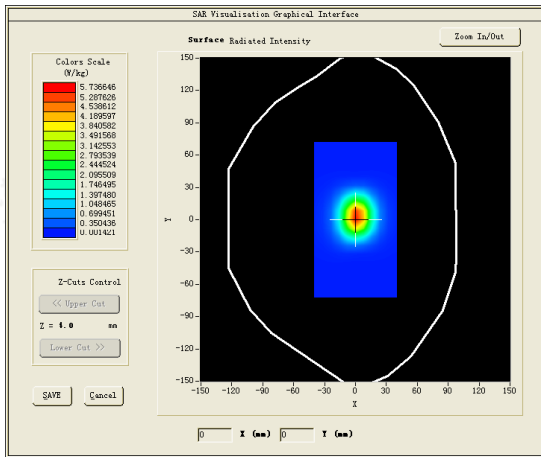 SAR Visualisation Graphical Interface
Surface Radiated Intensity
Zoom In/Out
Colors Scale
(W/kg)
5.736646
5.287626
4.538612
4.189597
3.840582
3.491568
3.142553
2.793539
2.444524
2.095509
1.746495
1.397480
1.048465
0.699451
0.350436
0.001421
150
120
90
60
30
0
-30
-60
-90
-120
-150
Y
-150 -120 -90 -60 -30 0 30 60 90 120 150
X
Z-Cuts Control
<< Upper Cut
Z = 4.0 mm
Lower Cut >>
SAVE
Cancel
0 X (mm) 0 Y (mm)